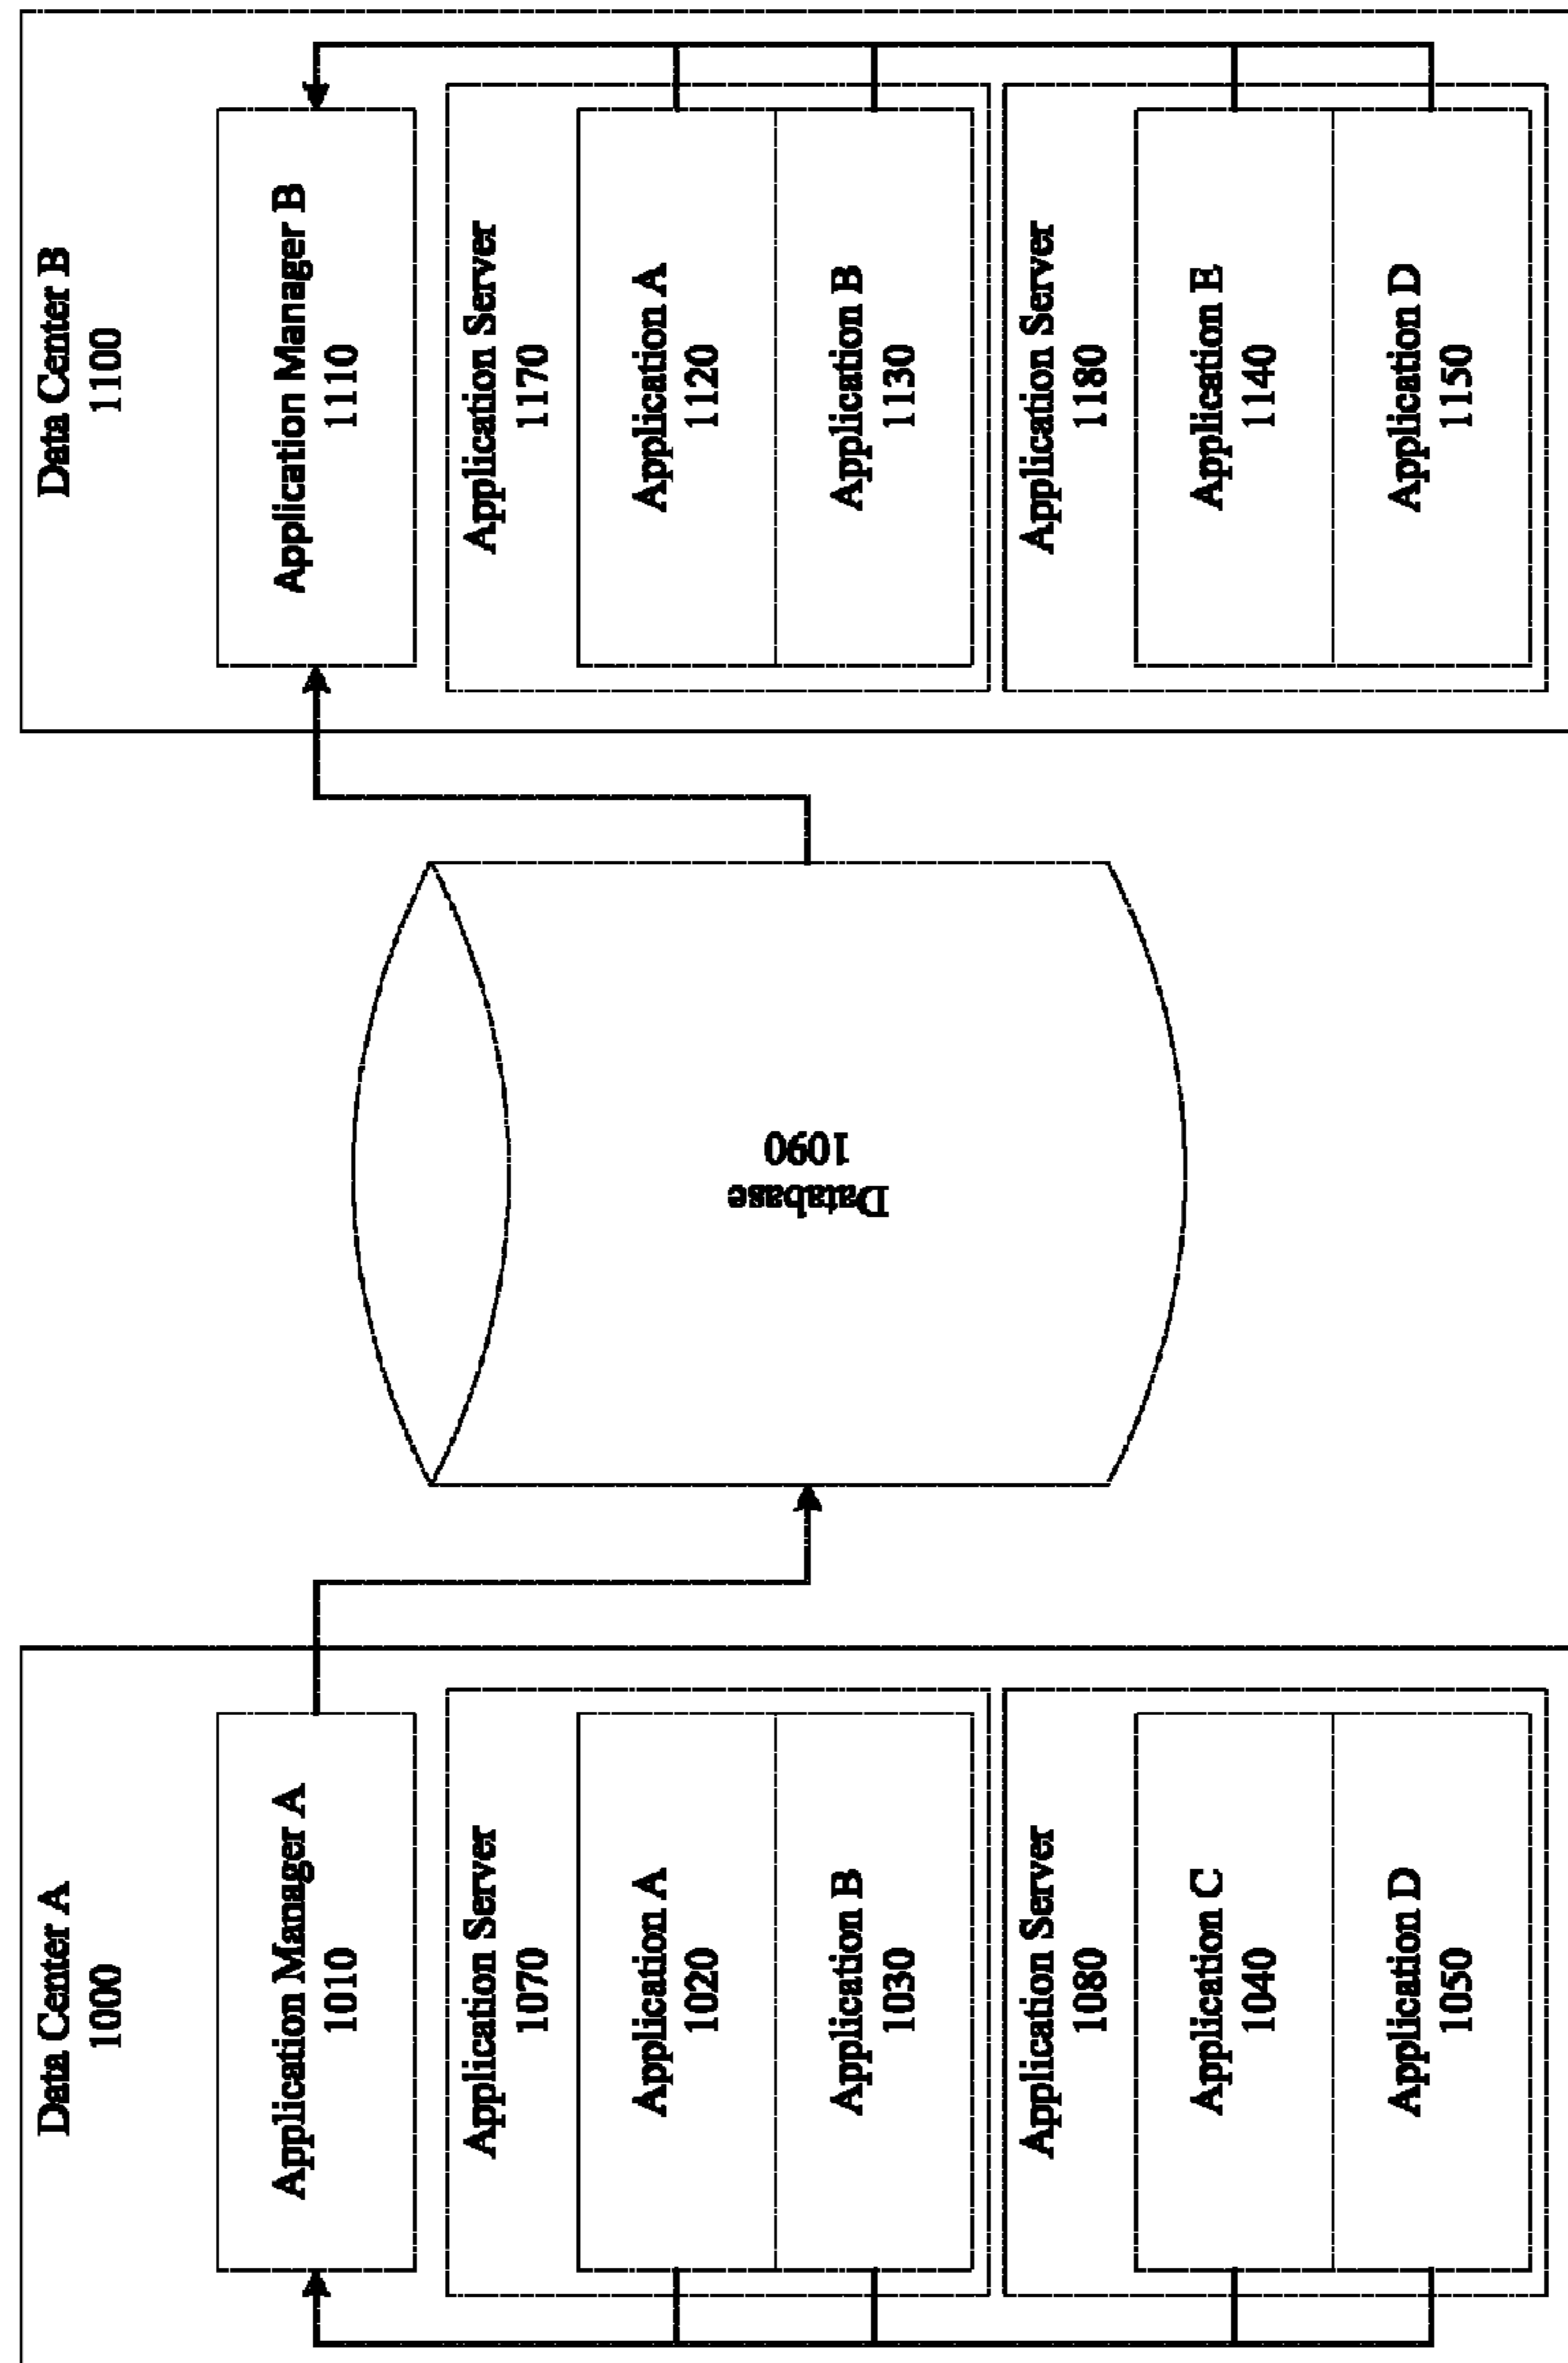 Data Center A
1000
Application Manager A
1010
Application Server
1070
Application A
1020
Application B
1030
Application Server
1080
Application C
1040
Application D
1050
Database
1090
Data Center B
1100
Application Manager B
1110
Application Server
1170
Application A
1120
Application B
1130
Application Server
1180
Application E
1140
Application D
1150